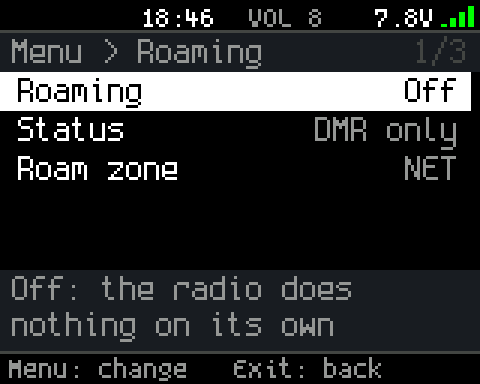 18:46 VOL 8 7.8V
Menu > Roaming 1/3
Roaming Off
Status DMR only
Roam zone NET
Off: the radio does
nothing on its own
Menu: change Exit: back